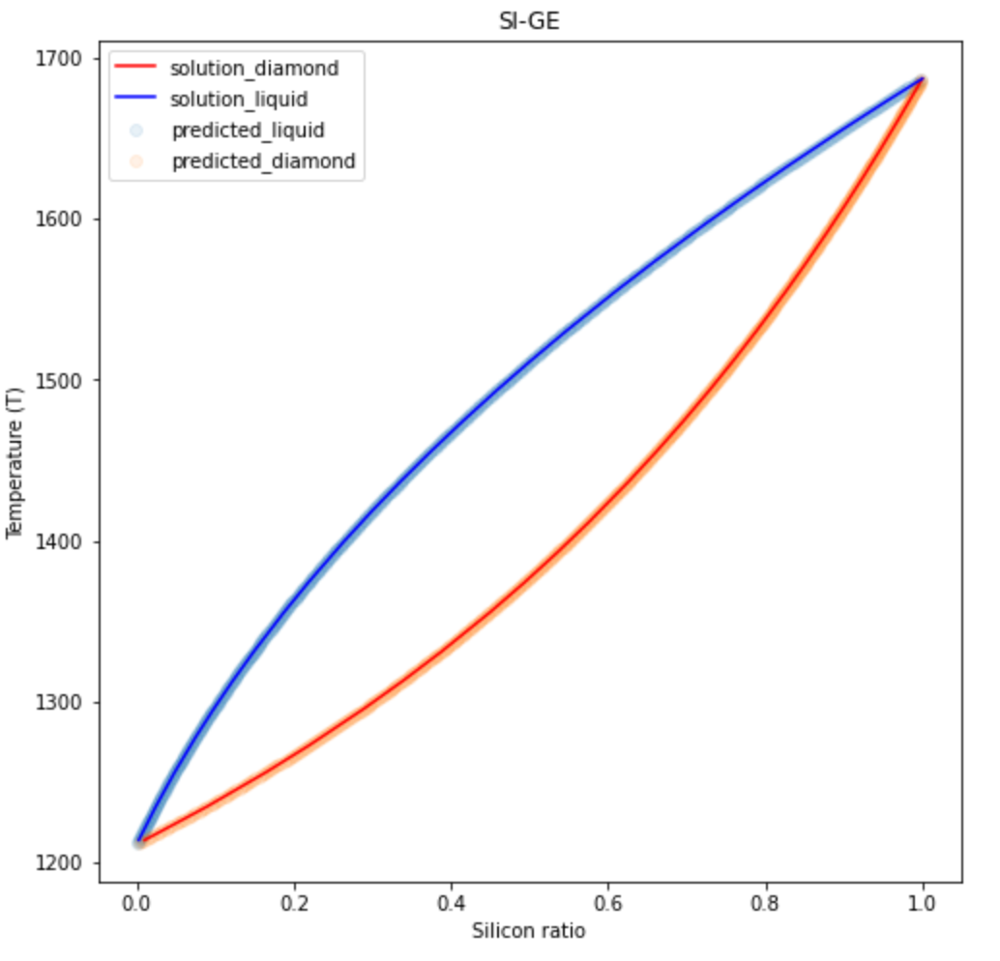 SI-GE
solution_diamond
solution_liquid
predicted_liquid
predicted_diamond
1700
1600
1500
1400
1300
1200
Temperature (T)
0.0 0.2 0.4 0.6 0.8 1.0
Silicon ratio